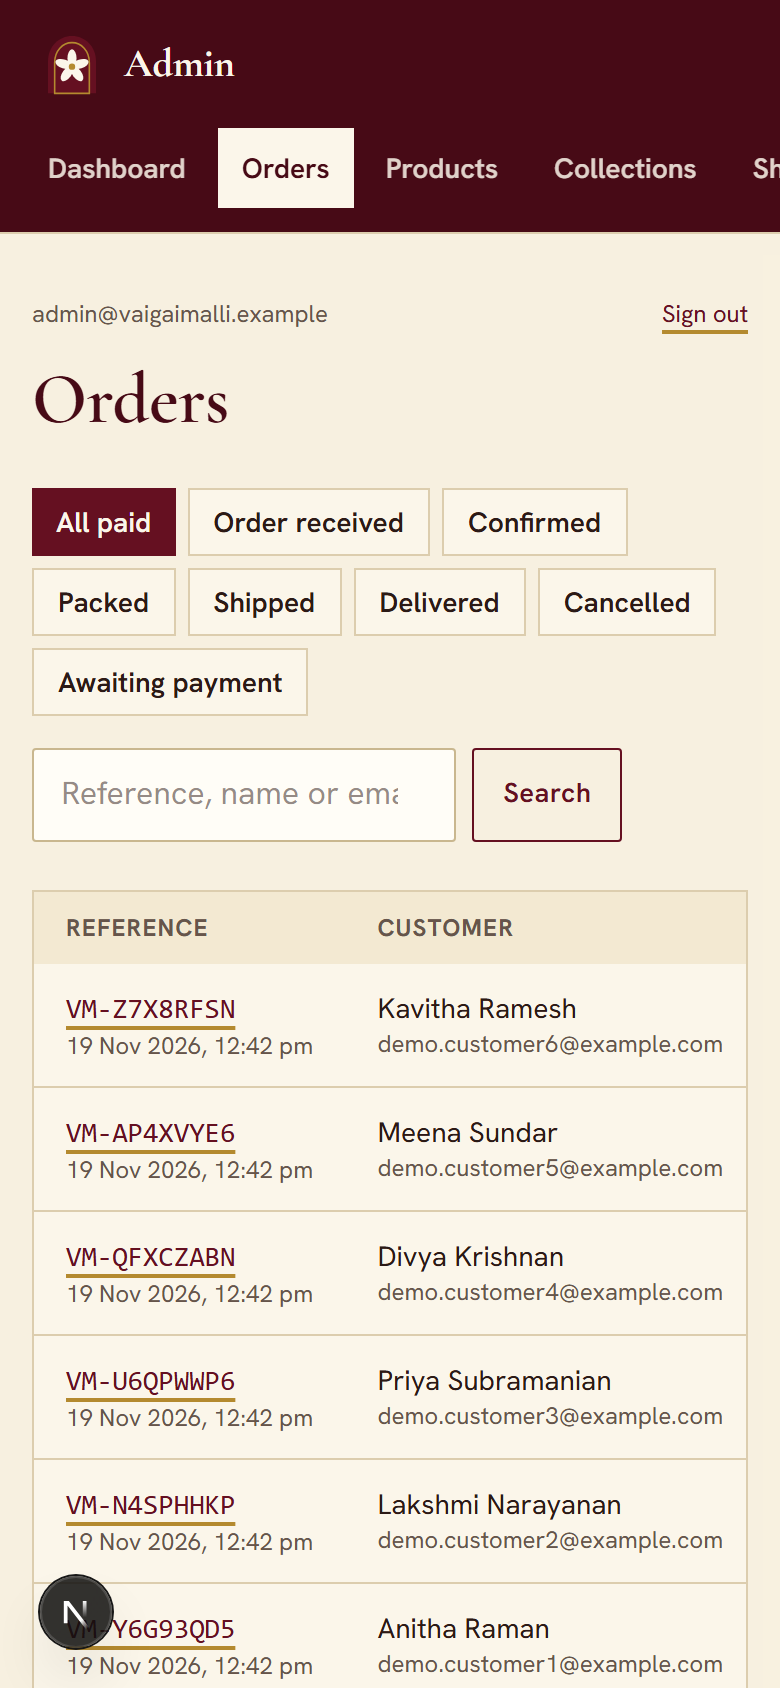 Admin
Dashboard Orders Products Collections
admin@vaigaimalli.example Sign out
Orders
All paid Order received Confirmed
Packed Shipped Delivered Cancelled
Awaiting payment
Reference, name or ema Search
REFERENCE CUSTOMER
VM-Z7X8RFSN Kavitha Ramesh
19 Nov 2026, 12:42 pm demo.customer6@example.com
VM-AP4XVYE6 Meena Sundar
19 Nov 2026, 12:42 pm demo.customer5@example.com
VM-QFXCZABN Divya Krishnan
19 Nov 2026, 12:42 pm demo.customer4@example.com
VM-U6QPWWP6 Priya Subramanian
19 Nov 2026, 12:42 pm demo.customer3@example.com
VM-N4SPHHKP Lakshmi Narayanan
19 Nov 2026, 12:42 pm demo.customer2@example.com
N
VM-Y6G93QD5 Anitha Raman
19 Nov 2026, 12:42 pm demo.customer1@example.com